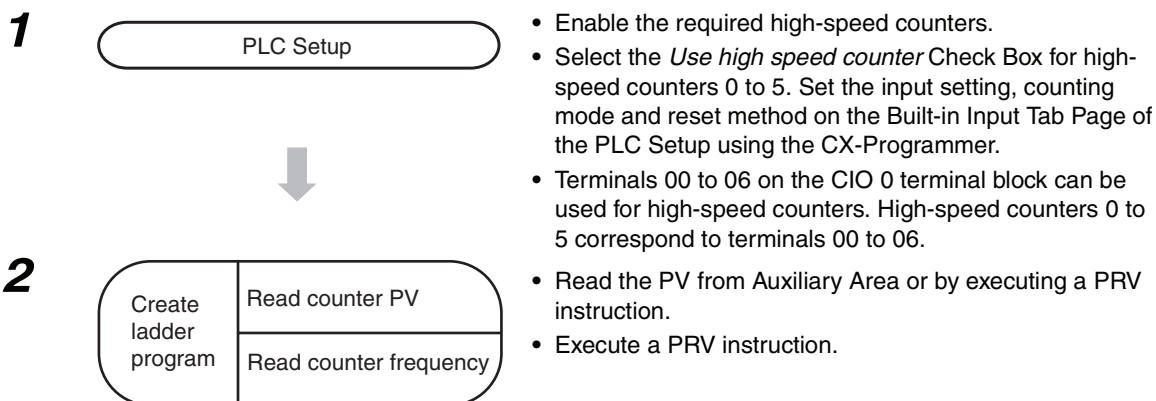 1
PLC Setup
• Enable the required high-speed counters.
• Select the Use high speed counter Check Box for high-
speed counters 0 to 5. Set the input setting, counting
mode and reset method on the Built-in Input Tab Page of
the PLC Setup using the CX-Programmer.
• Terminals 00 to 06 on the CIO 0 terminal block can be
used for high-speed counters. High-speed counters 0 to
5 correspond to terminals 00 to 06.
2
Create
ladder
program
Read counter PV
Read counter frequency
• Read the PV from Auxiliary Area or by executing a PRV
instruction.
• Execute a PRV instruction.